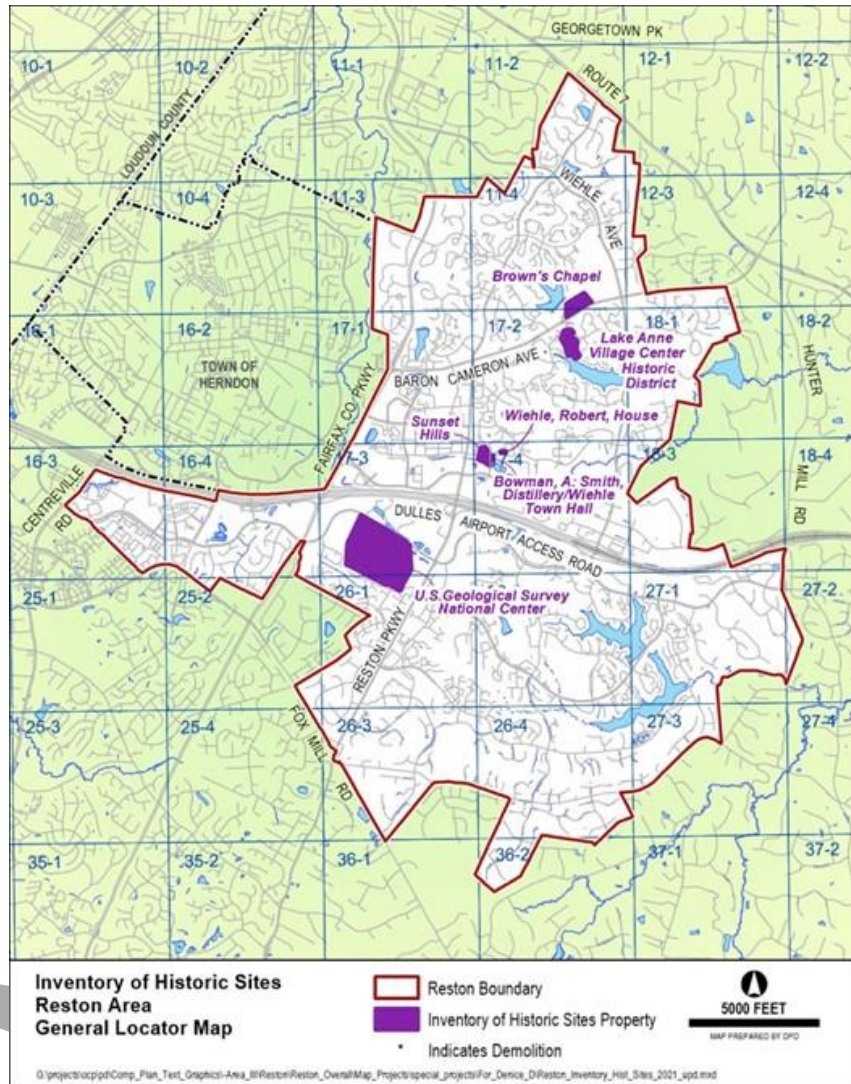 GEORGETOWN PK
10-1
10-2
11-2
12-1
12-2
ROUTE 7
LOUDOUN COUNTY
10-3
10-4
11-3
11-4
12-3
12-4
WIEHLE AVE
Brown's Chapel
16-1
16-2
17-1
17-2
18-1
18-2
TOWN OF
HERNDON
Lake Anne
Village Center
Historic
District
HUNTER
MILL RD
BARON CAMERON AVE
FAIRFAX CO PKWY
Sunset
Hills
Wiehle, Robert, House
16-3
16-4
17-3
17-4
18-3
18-4
Bowman, A. Smith,
Distillery/Wiehle
Town Hall
CENTREVILLE
RD
DULLES AIRPORT ACCESS ROAD
25-1
25-2
26-1
27-1
27-2
U.S.Geological Survey
National Center
RESTON PKWY
25-3
25-4
26-3
26-4
27-3
27-4
FOX MILL RD
35-1
35-2
36-1
36-2
37-1
37-2
Inventory of Historic Sites
Reston Area
General Locator Map
Reston Boundary
Inventory of Historic Sites Property
* Indicates Demolition
5000 FEET
MAP PREPARED BY DPD